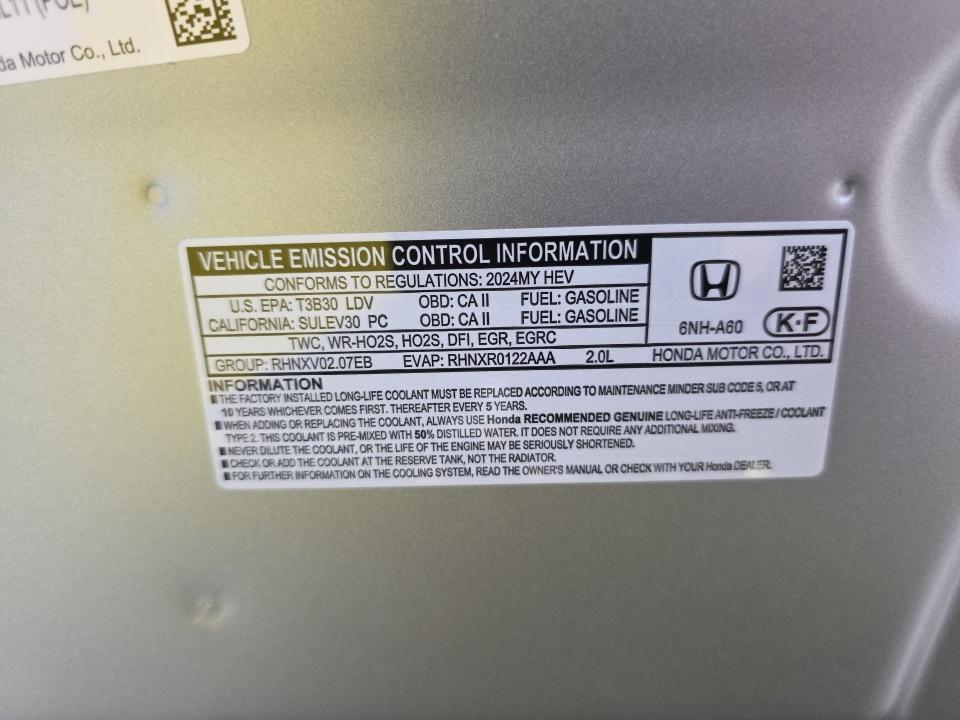 Honda Motor Co., Ltd.
VEHICLE EMISSION CONTROL INFORMATION
CONFORMS TO REGULATIONS: 2024MY HEV
U.S. EPA: T3B30 LDV OBD: CA II FUEL: GASOLINE
CALIFORNIA: SULEV30 PC OBD: CA II FUEL: GASOLINE
TWC, WR-HO2S, HO2S, DFI, EGR, EGRC
GROUP: RHNXV02.07EB EVAP: RHNXR0122AAA 2.0L
6NH-A60 K·F
HONDA MOTOR CO., LTD.
INFORMATION
■ THE FACTORY INSTALLED LONG-LIFE COOLANT MUST BE REPLACED ACCORDING TO MAINTENANCE MINDER SUB CODE 5, OR AT
10 YEARS WHICHEVER COMES FIRST. THEREAFTER EVERY 5 YEARS.
■ WHEN ADDING OR REPLACING THE COOLANT, ALWAYS USE Honda RECOMMENDED GENUINE LONG-LIFE ANTI-FREEZE / COOLANT
TYPE 2. THIS COOLANT IS PRE-MIXED WITH 50% DISTILLED WATER. IT DOES NOT REQUIRE ANY ADDITIONAL MIXING.
■ NEVER DILUTE THE COOLANT, OR THE LIFE OF THE ENGINE MAY BE SERIOUSLY SHORTENED.
■ CHECK OR ADD THE COOLANT AT THE RESERVE TANK, NOT THE RADIATOR.
■ FOR FURTHER INFORMATION ON THE COOLING SYSTEM, READ THE OWNER'S MANUAL OR CHECK WITH YOUR Honda DEALER.